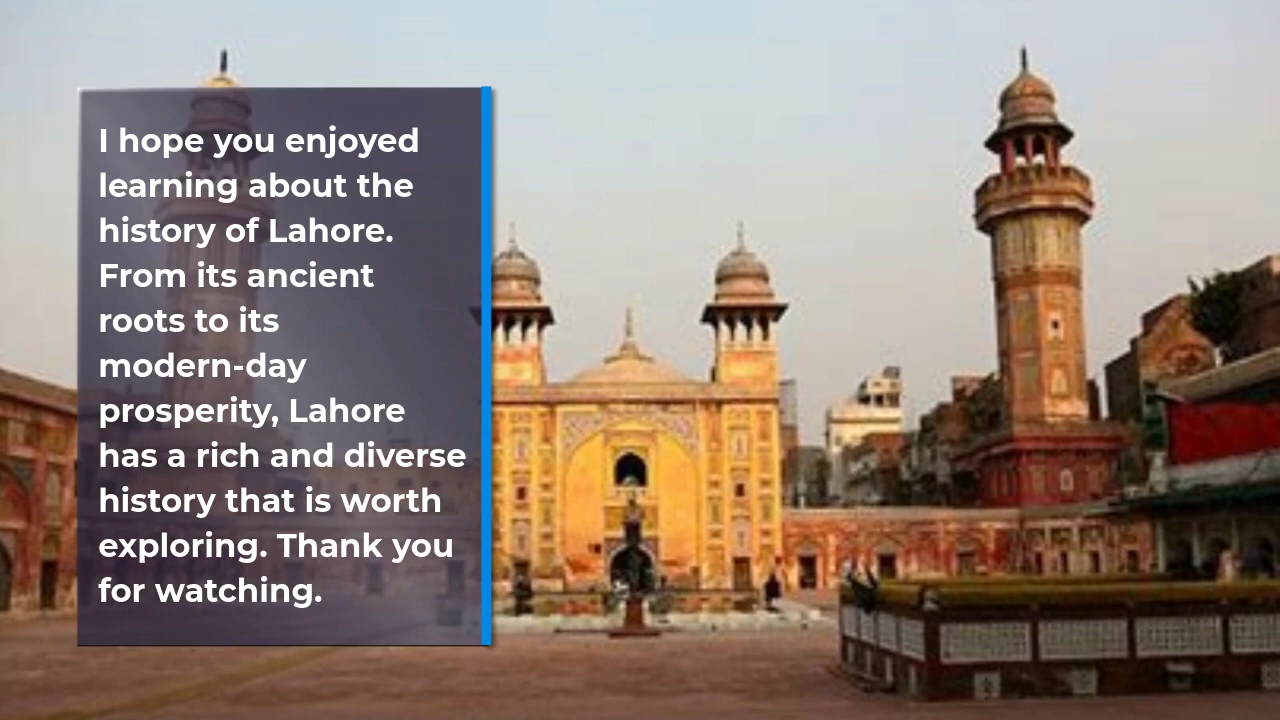 I hope you enjoyed
learning about the
history of Lahore.
From its ancient
roots to its
modern-day
prosperity, Lahore
has a rich and diverse
history that is worth
exploring. Thank you
for watching.